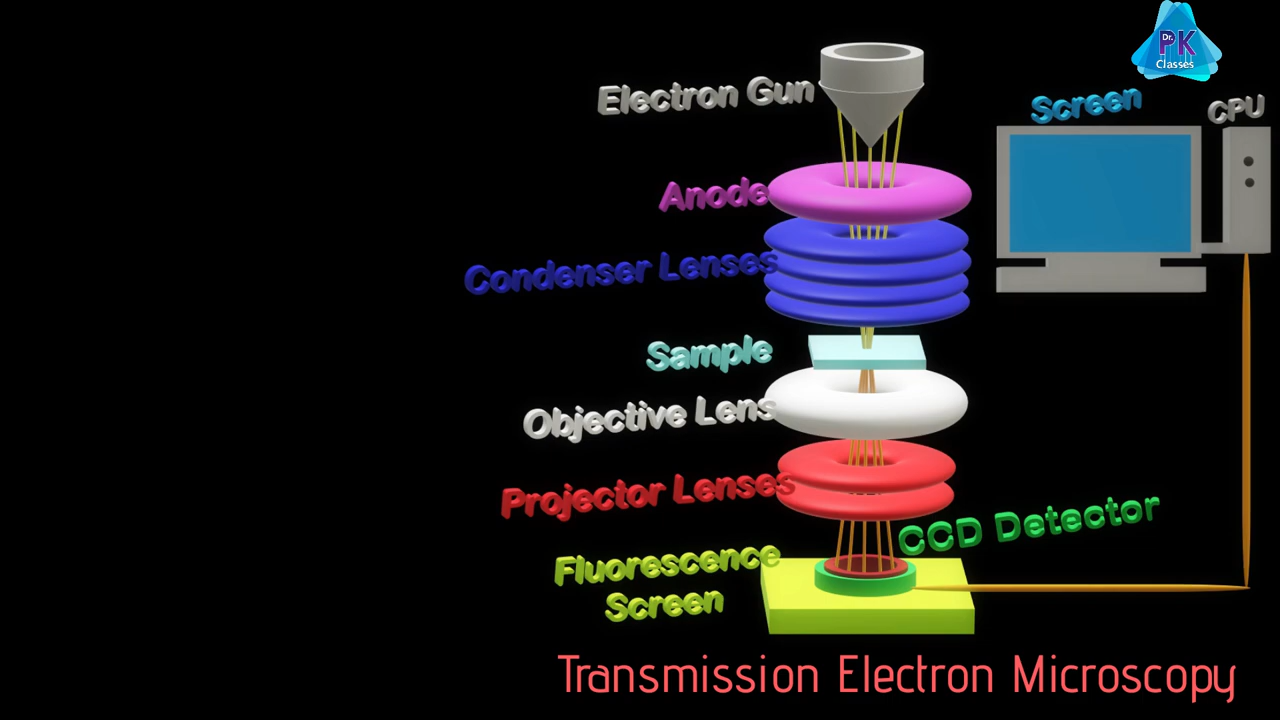 Dr.
PK
Classes
Screen
CPU
Electron Gun
Anode
Condenser Lenses
Sample
Objective Lens
Projector Lenses
CCD Detector
Fluorescence
Screen
Transmission Electron Microscopy